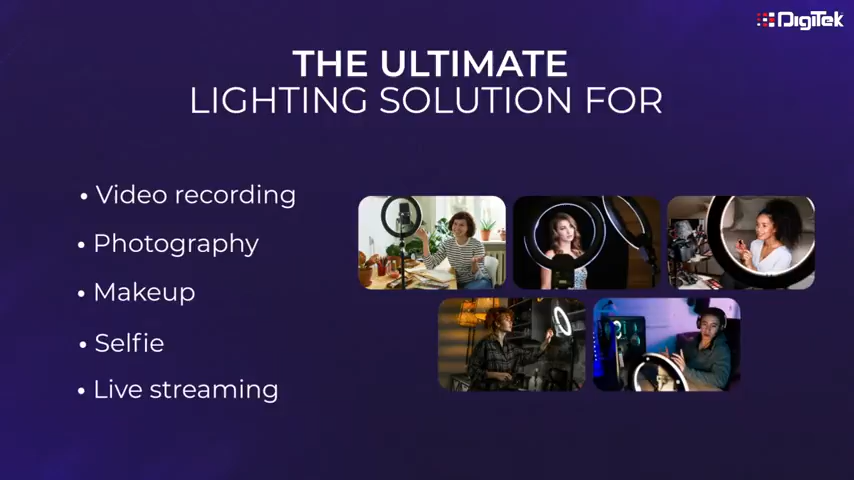 DIGITEK
THE ULTIMATE
LIGHTING SOLUTION FOR
• Video recording
• Photography
• Makeup
• Selfie
• Live streaming